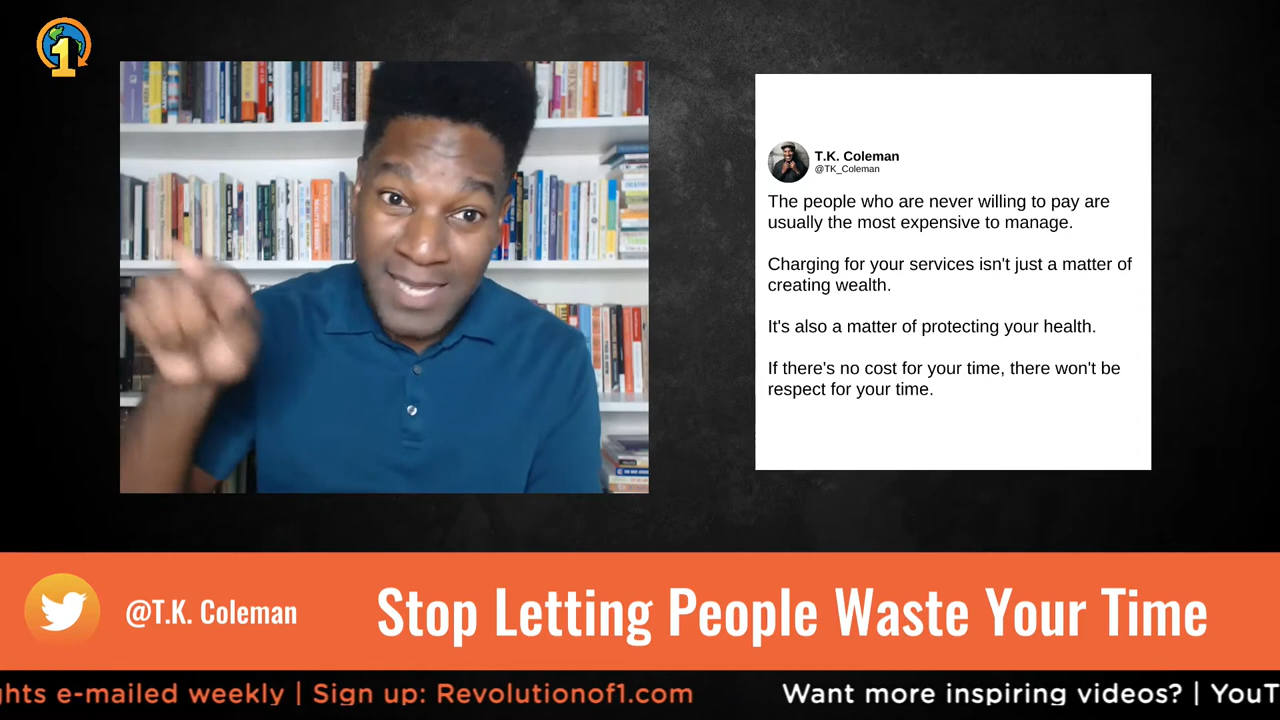 1
T.K. Coleman
@TK_Coleman
The people who are never willing to pay are
usually the most expensive to manage.
Charging for your services isn't just a matter of
creating wealth.
It's also a matter of protecting your health.
If there's no cost for your time, there won't be
respect for your time.
@T.K. Coleman
Stop Letting People Waste Your Time
ghts e-mailed weekly | Sign up: Revolutionof1.com
Want more inspiring videos? | YouT